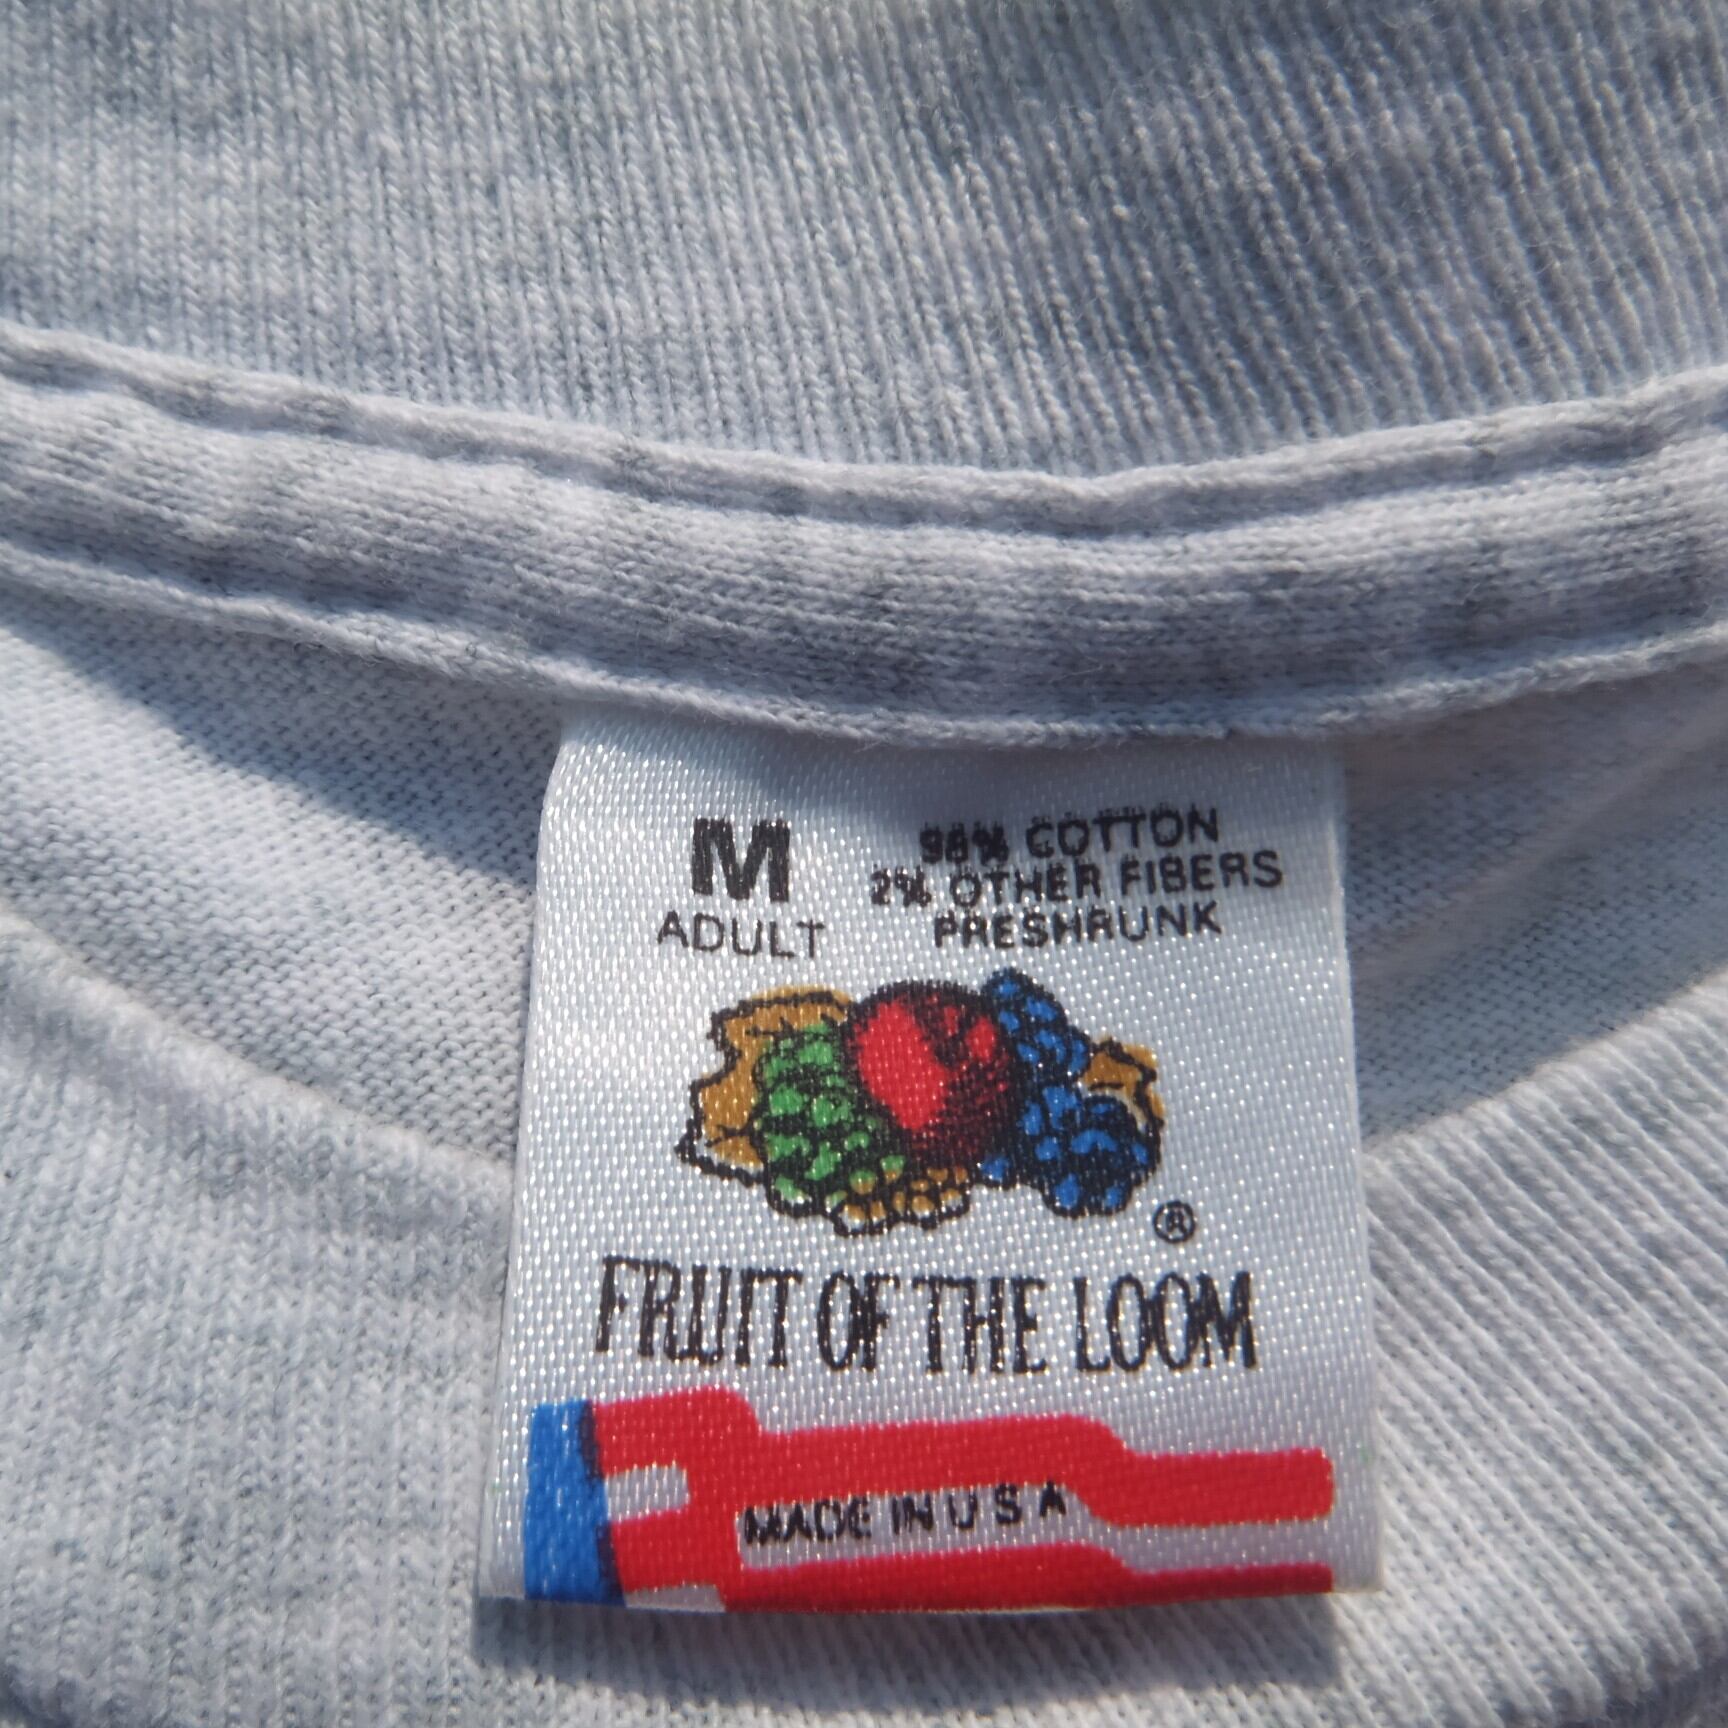 M
ADULT
98% COTTON
2% OTHER FIBERS
PRESHRUNK
®
FRUIT OF THE LOOM
MADE IN U S A